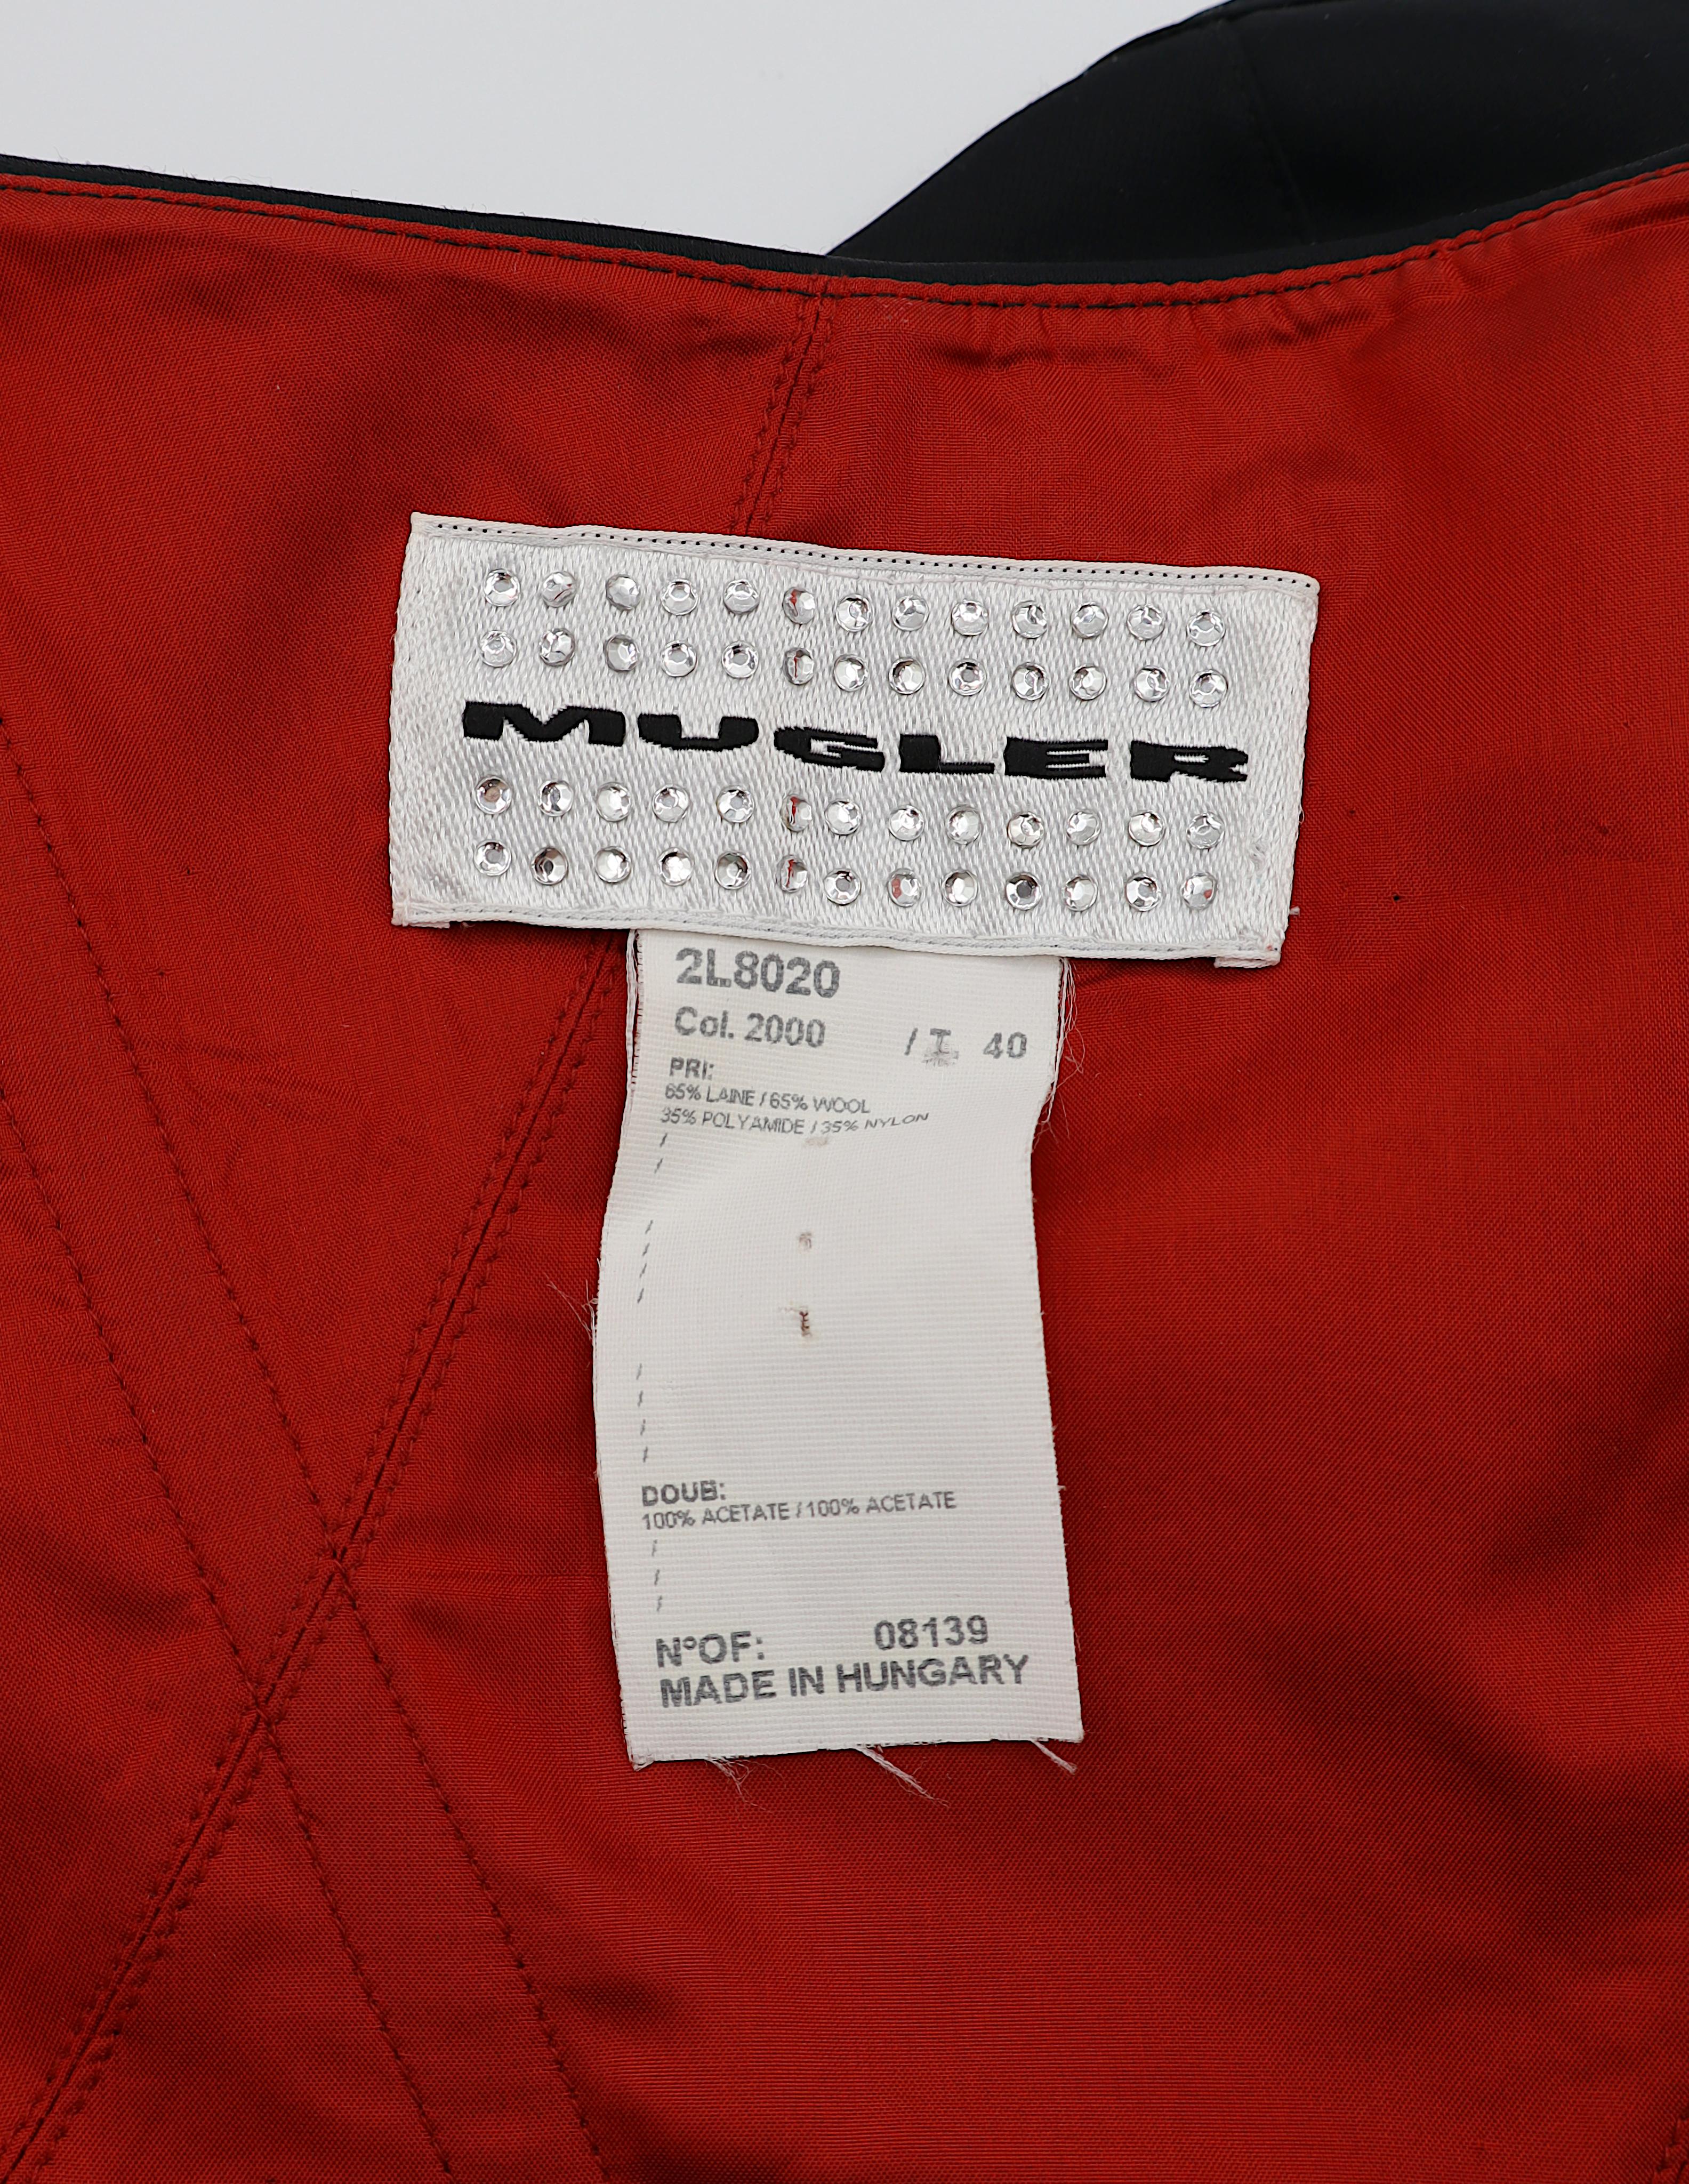 MUGLER
2L8020
Col. 2000 / T 40
PRI:
65% LAINE / 65% WOOL
35% POLYAMIDE / 35% NYLON
/
/
/
/
/
/
/
/
/
/
DOUB:
100% ACETATE / 100% ACETATE
/
/
/
N°OF: 08139
MADE IN HUNGARY